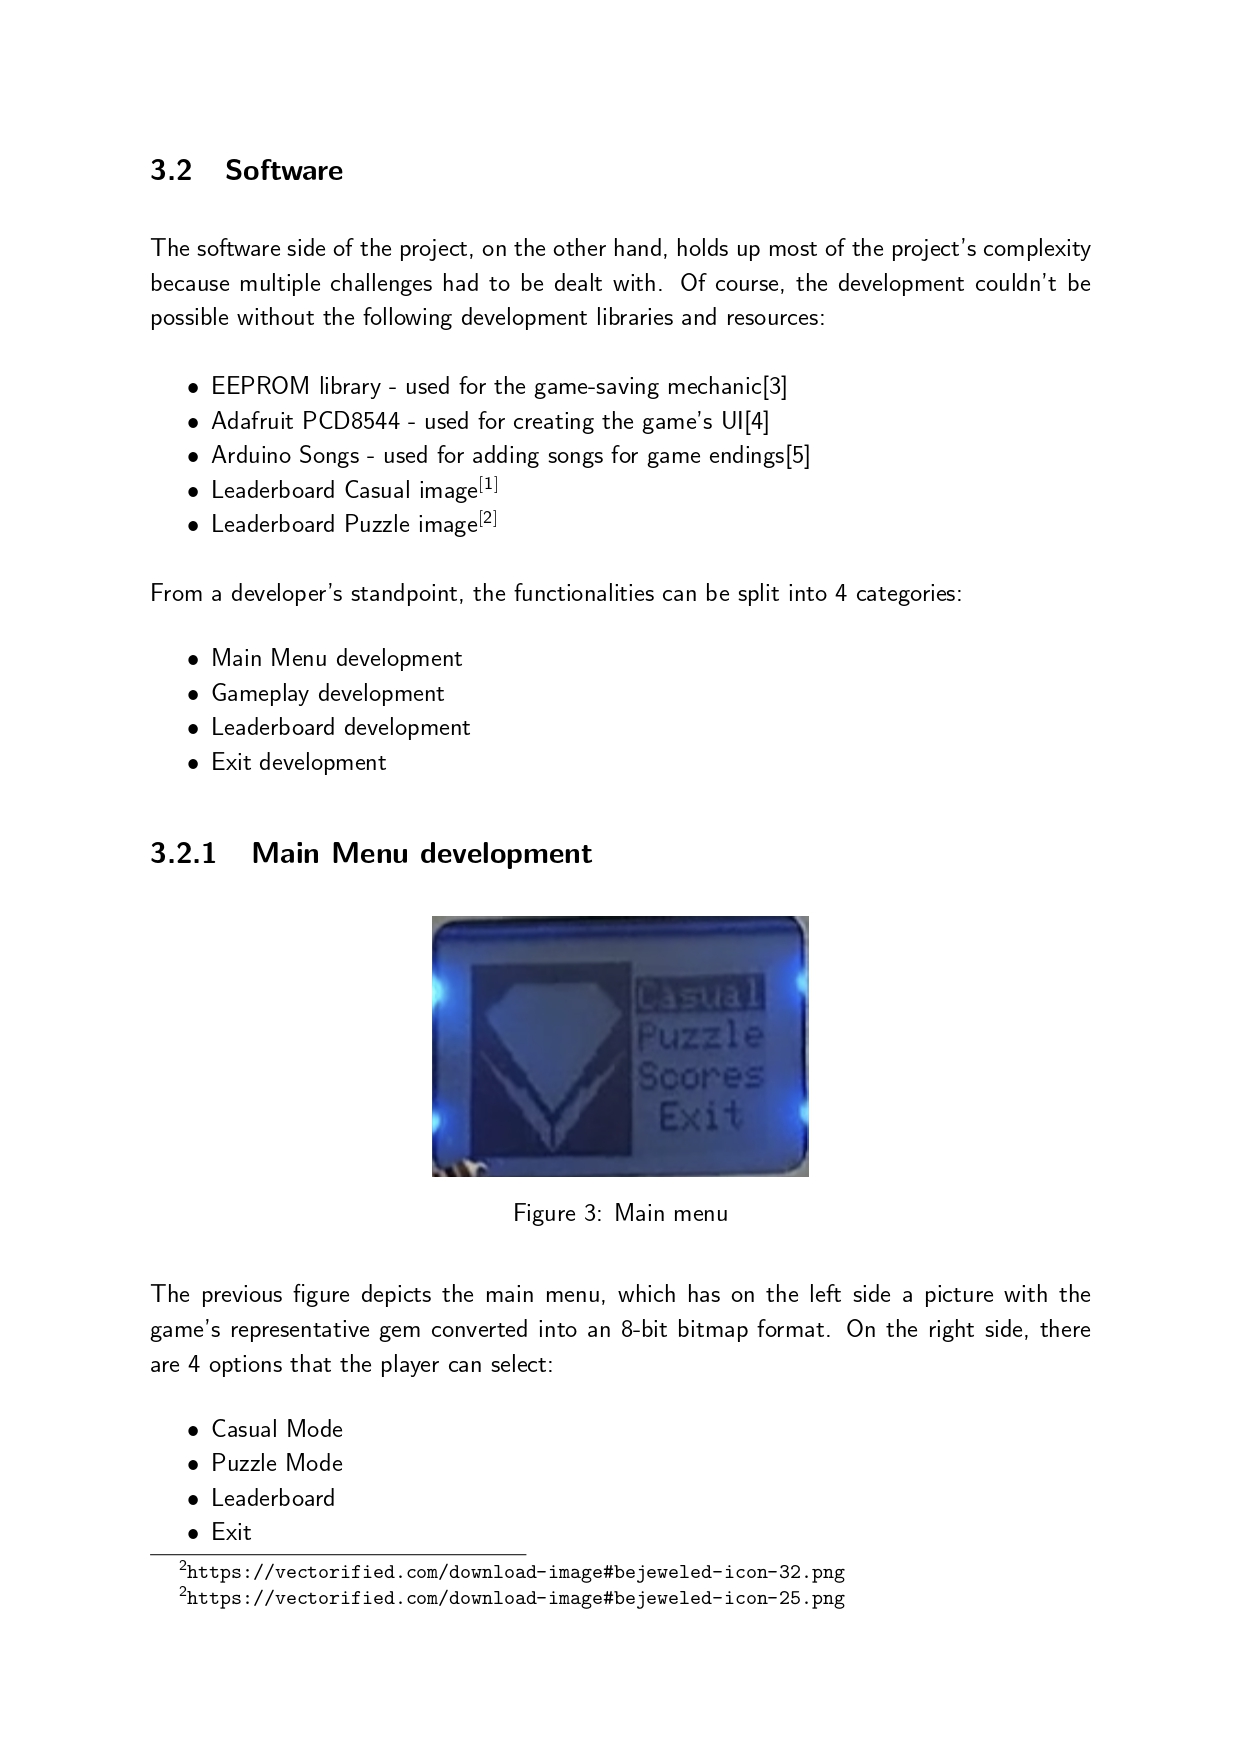 3.2 Software
The software side of the project, on the other hand, holds up most of the project's complexity
because multiple challenges had to be dealt with. Of course, the development couldn't be
possible without the following development libraries and resources:
• EEPROM library - used for the game-saving mechanic[3]
• Adafruit PCD8544 - used for creating the game's UI[4]
• Arduino Songs - used for adding songs for game endings[5]
• Leaderboard Casual image[1]
• Leaderboard Puzzle image[2]
From a developer's standpoint, the functionalities can be split into 4 categories:
• Main Menu development
• Gameplay development
• Leaderboard development
• Exit development
3.2.1 Main Menu development
Casual
Puzzle
Scores
Exit
Figure 3: Main menu
The previous figure depicts the main menu, which has on the left side a picture with the
game's representative gem converted into an 8-bit bitmap format. On the right side, there
are 4 options that the player can select:
• Casual Mode
• Puzzle Mode
• Leaderboard
• Exit
2https://vectorified.com/download-image#bejeweled-icon-32.png
2https://vectorified.com/download-image#bejeweled-icon-25.png